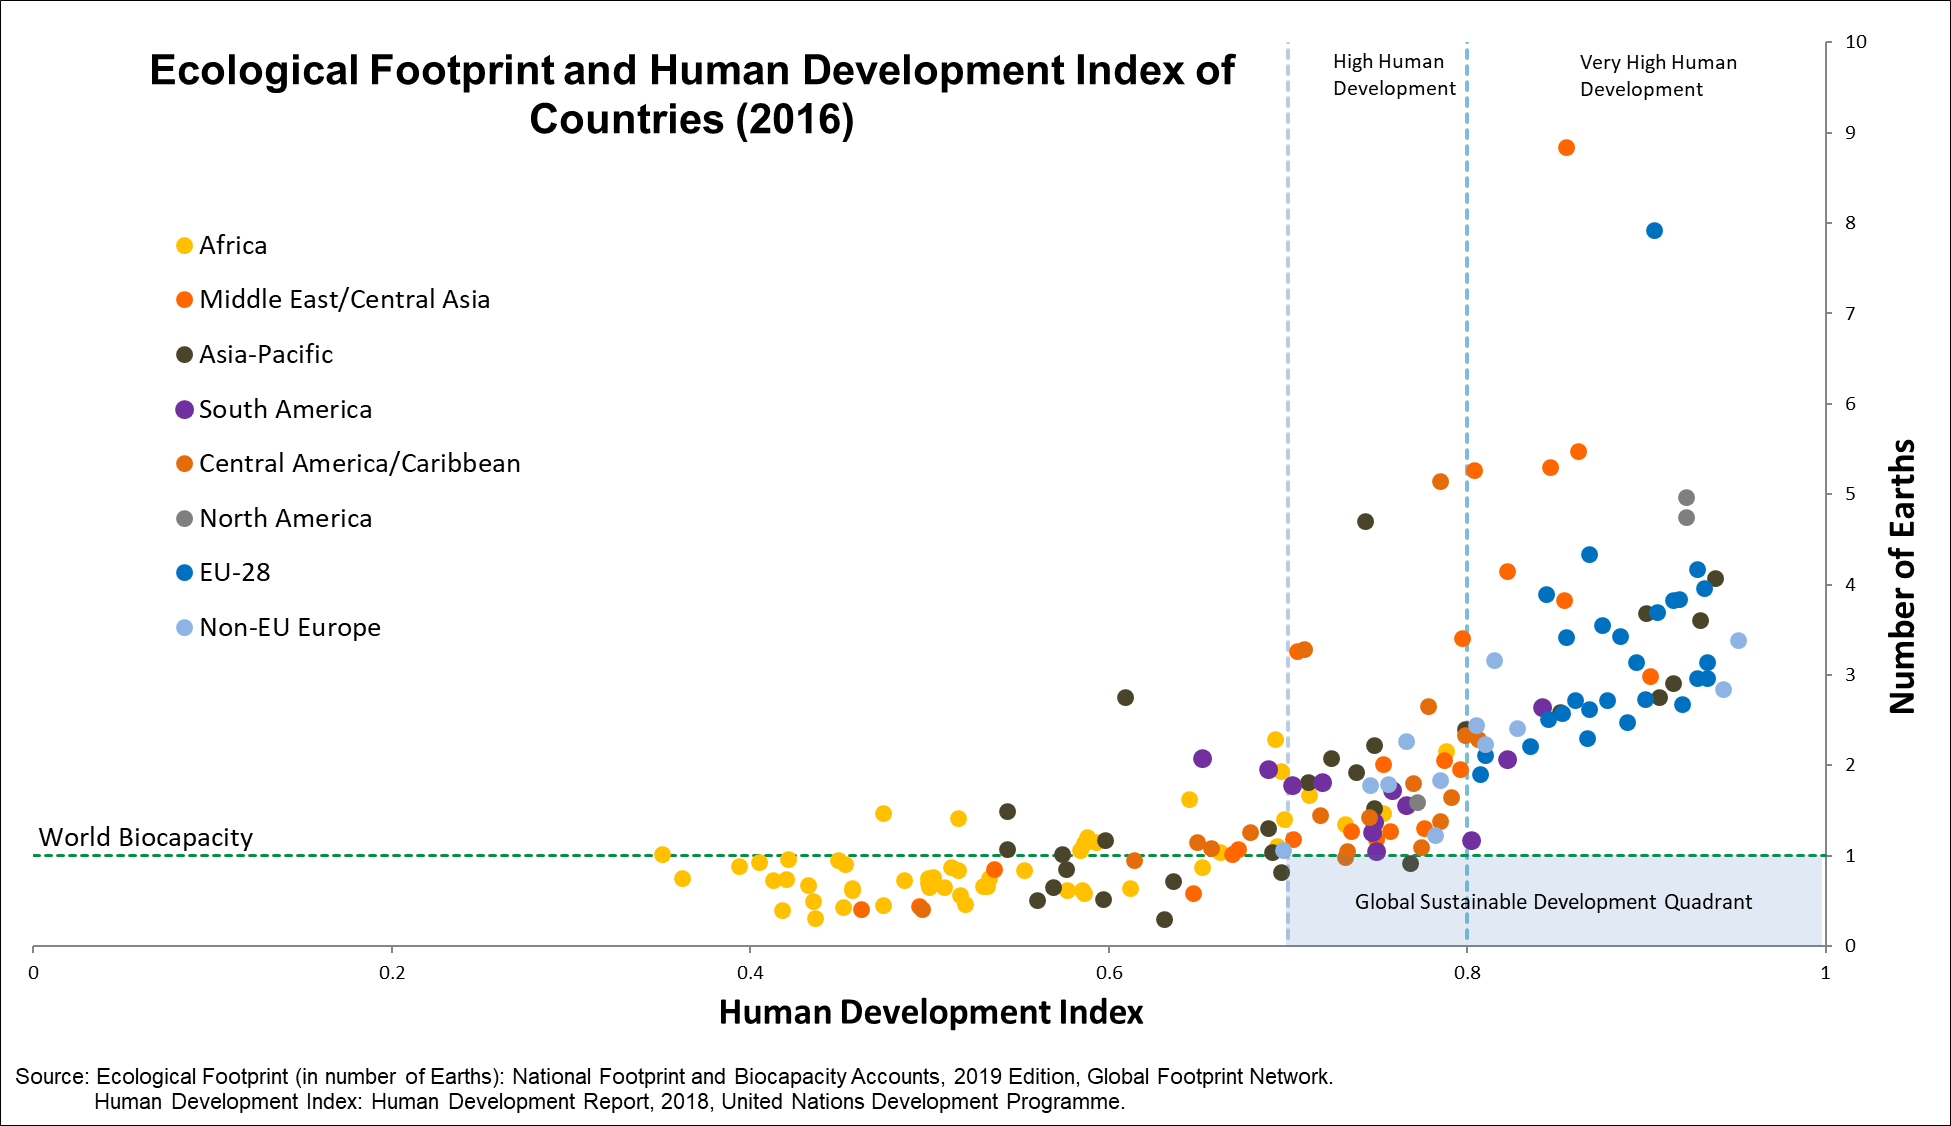 Ecological Footprint and Human Development Index of
Countries (2016)
High Human
Development
Very High Human
Development
Africa
Middle East/Central Asia
Asia-Pacific
South America
Central America/Caribbean
North America
EU-28
Non-EU Europe
World Biocapacity
Global Sustainable Development Quadrant
10
9
8
7
6
5
4
3
2
1
0
Number of Earths
0
0.2
0.4
0.6
0.8
1
Human Development Index
Source: Ecological Footprint (in number of Earths): National Footprint and Biocapacity Accounts, 2019 Edition, Global Footprint Network.
Human Development Index: Human Development Report, 2018, United Nations Development Programme.